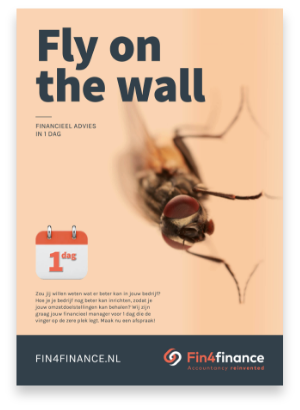 Fly on
the wall
FINANCIEEL ADVIES
IN 1 DAG
1dag
Zou jij willen weten wat er beter kan in jouw bedrijf?
Hoe je je bedrijf nog beter kan inrichten, zodat je
jouw omzetdoelstellingen kan behalen? Wij zijn
graag jouw financieel manager voor 1 dag die de
vinger op de zere plek legt. Maak nu een afspraak!
FIN4FINANCE.NL
Fin4finance
Accountancy reinvented